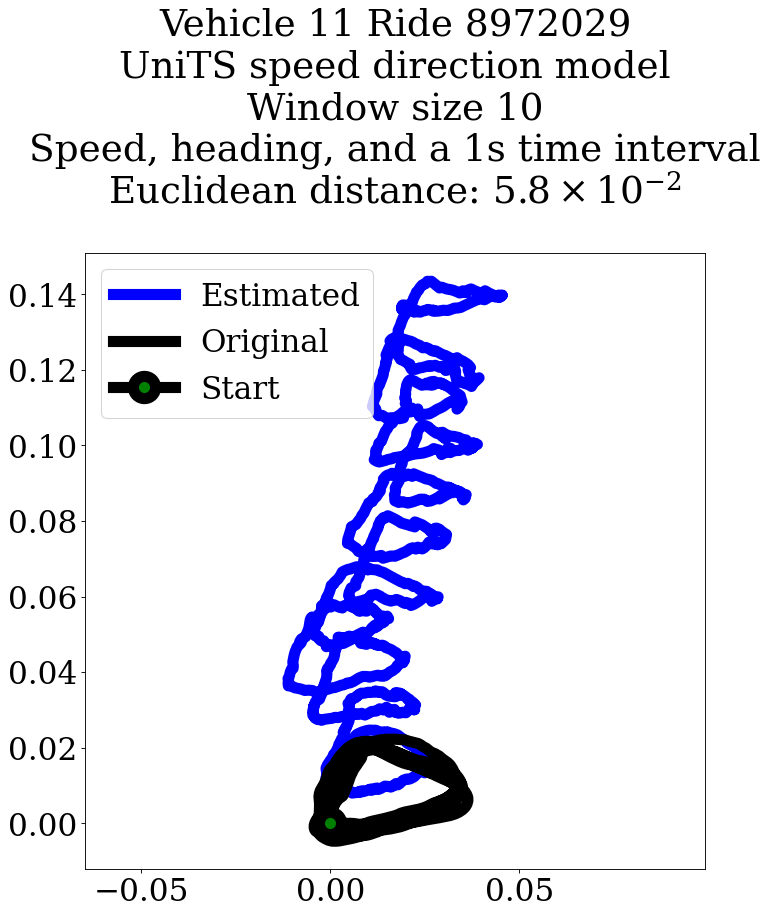 Vehicle 11 Ride 8972029
UniTS speed direction model
Window size 10
Speed, heading, and a 1s time interval
Euclidean distance: 5.8 × 10⁻²
Estimated
Original
Start
0.14
0.12
0.10
0.08
0.06
0.04
0.02
0.00
−0.05 0.00 0.05